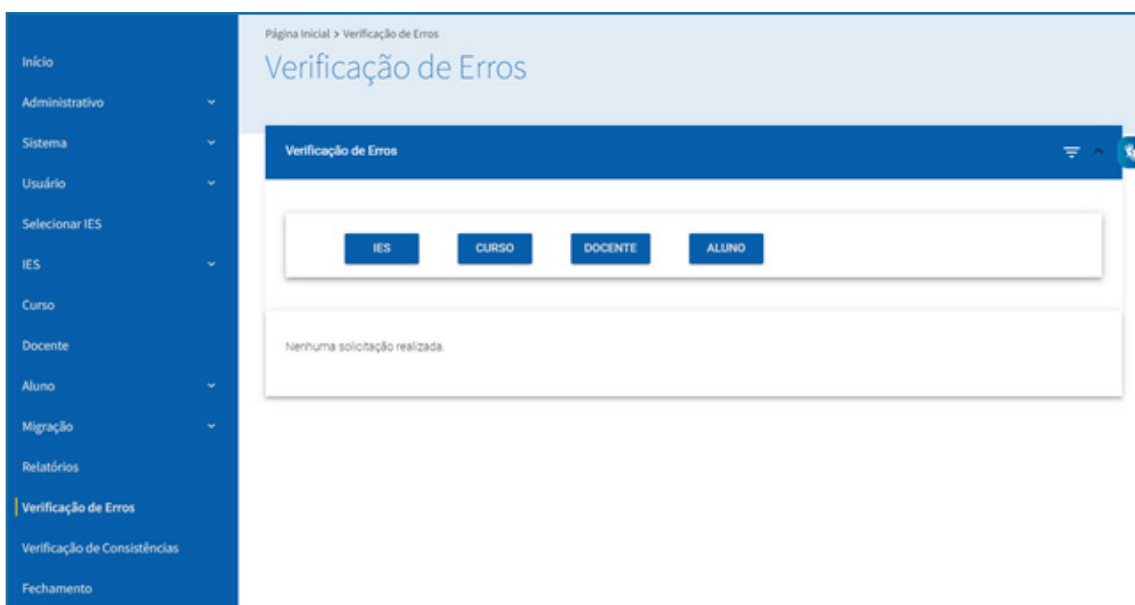 Página Inicial > Verificação de Erros
Verificação de Erros
Início
Administrativo
Sistema
Usuário
Selecionar IES
IES
Curso
Docente
Aluno
Migração
Relatórios
Verificação de Erros
Verificação de Consistências
Fechamento
Verificação de Erros
IES CURSO DOCENTE ALUNO
Nenhuma solicitação realizada.